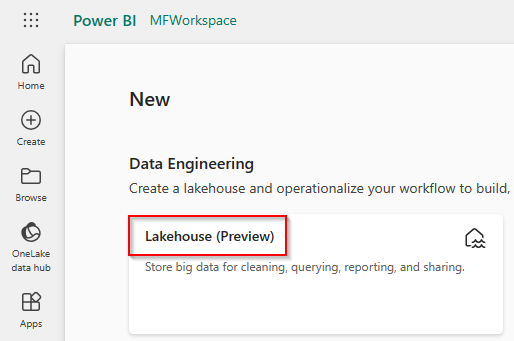 Power BI MFWorkspace
Home
Create
Browse
OneLake
data hub
Apps
New
Data Engineering
Create a lakehouse and operationalize your workflow to build,
Lakehouse (Preview)
Store big data for cleaning, querying, reporting, and sharing.